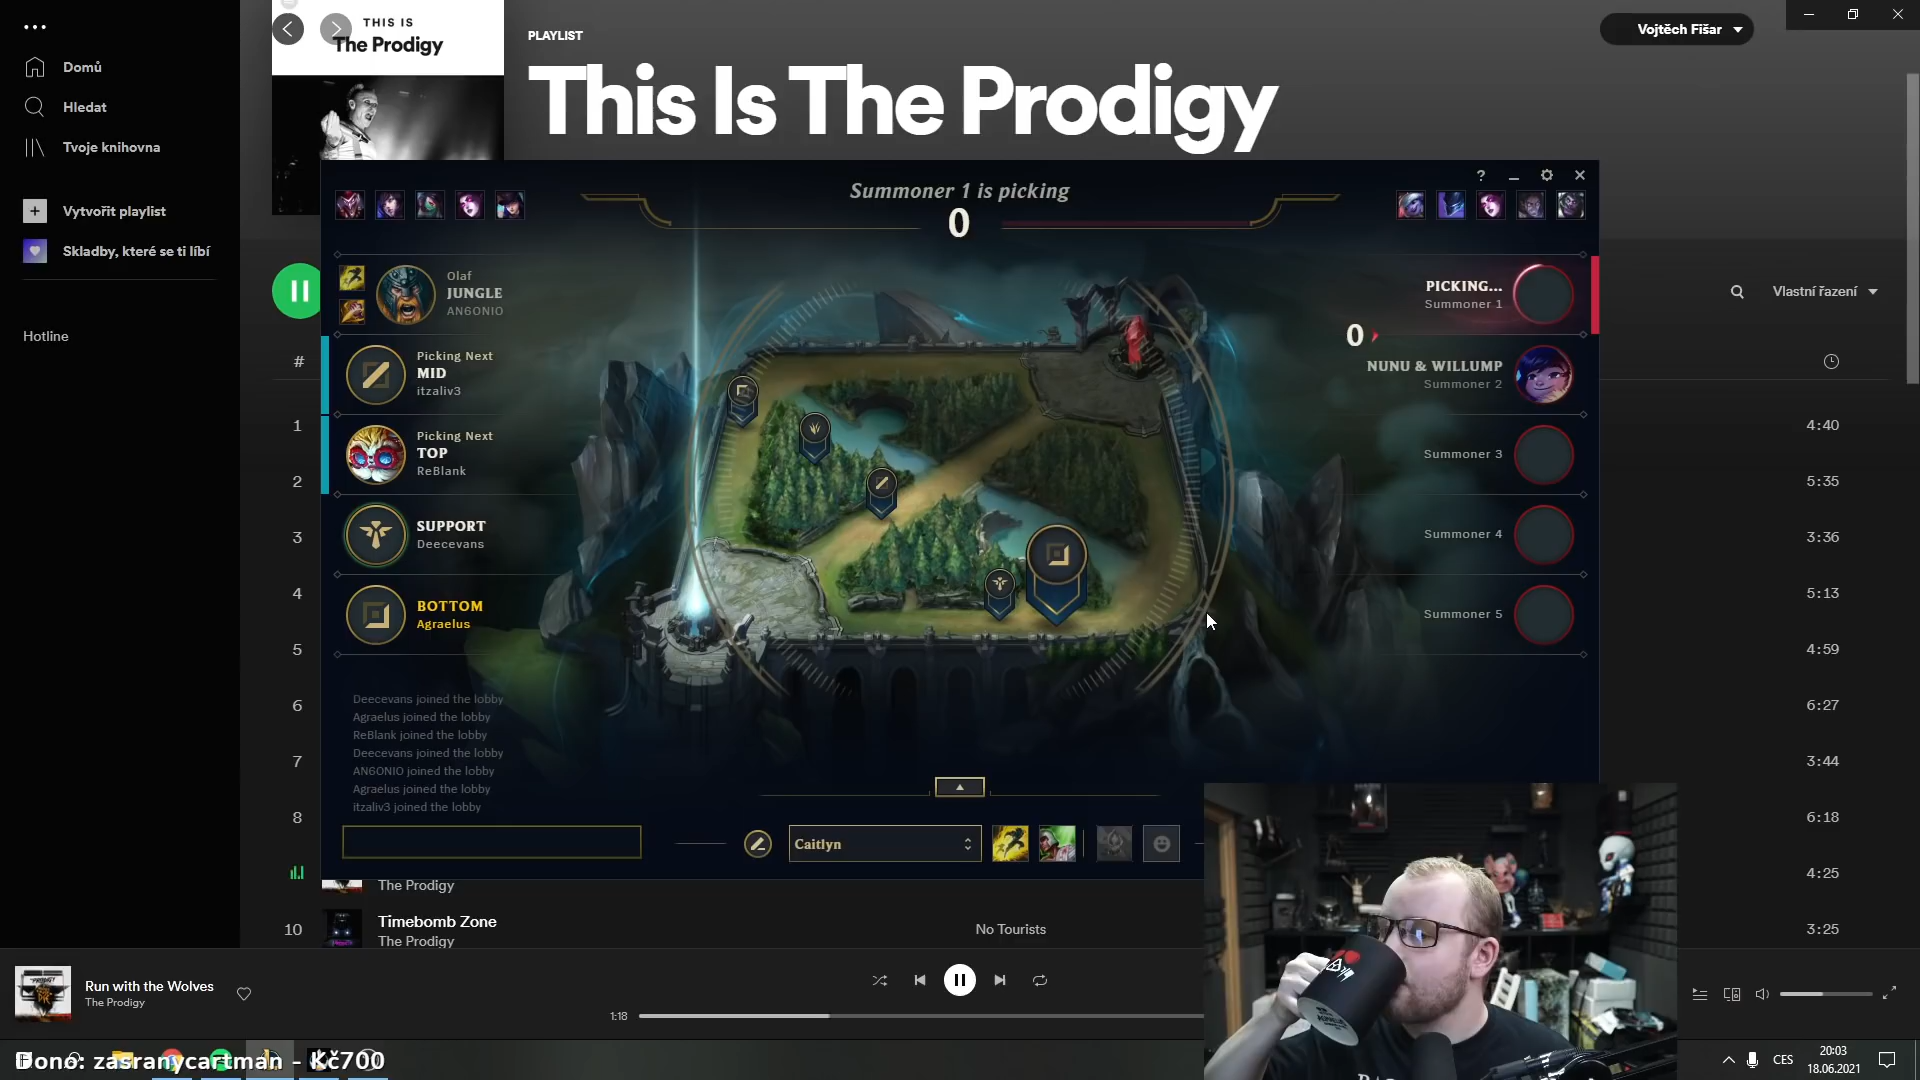 THIS IS
The Prodigy
PLAYLIST
This Is The Prodigy
Vojtěch Fišar
Domů
Hledat
Tvoje knihovna
Vytvořit playlist
Skladby, které se ti líbí
Hotline
Vlastní řazení
#
1
2
3
4
5
6
7
8
4:40
5:35
3:36
5:13
4:59
6:27
3:44
6:18
4:25
?
Summoner 1 is picking
0
Olaf
JUNGLE
AN6ONIO
Picking Next
MID
itzaliv3
Picking Next
TOP
ReBlank
SUPPORT
Deecevans
BOTTOM
Agraelus
PICKING...
Summoner 1
0
NUNU & WILLUMP
Summoner 2
Summoner 3
Summoner 4
Summoner 5
Deecevans joined the lobby
Agraelus joined the lobby
ReBlank joined the lobby
Deecevans joined the lobby
AN6ONIO joined the lobby
Agraelus joined the lobby
itzaliv3 joined the lobby
Caitlyn
The Prodigy
10
Timebomb Zone
The Prodigy
No Tourists
3:25
Run with the Wolves
The Prodigy
1:18
Dono: zasranycartman - Kč700
CES
20:03
18.06.2021